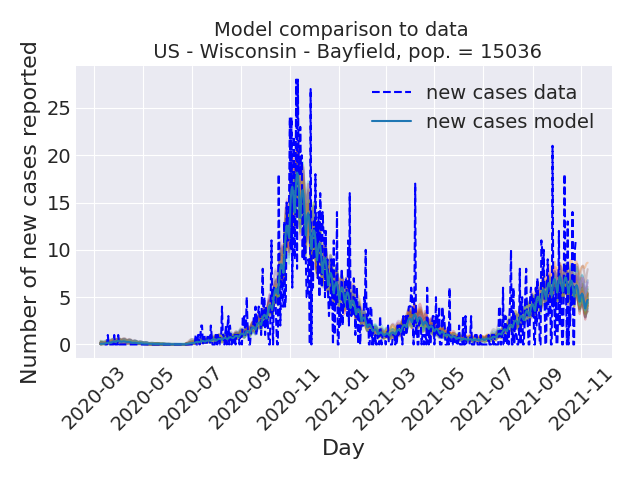 Model comparison to data
US - Wisconsin - Bayfield, pop. = 15036
new cases data
new cases model
Number of new cases reported
25
20
15
10
5
0
2020-03
2020-05
2020-07
2020-09
2020-11
2021-01
2021-03
2021-05
2021-07
2021-09
2021-11
Day